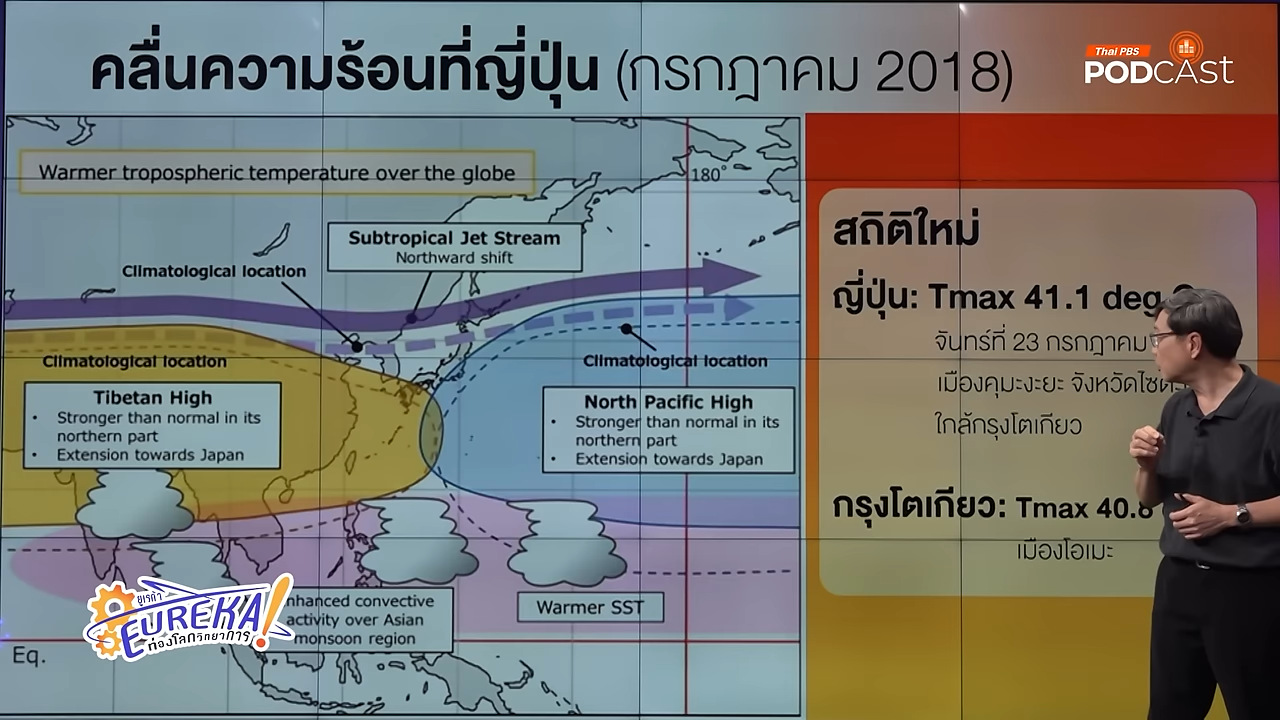 คลื่นความร้อนที่ญี่ปุ่น (กรกฎาคม 2018)
Thai PBS
PODCAST
Warmer tropospheric temperature over the globe
180°
Subtropical Jet Stream
Northward shift
Climatological location
Climatological location
Climatological location
Tibetan High
• Stronger than normal in its
northern part
• Extension towards Japan
North Pacific High
• Stronger than normal in its
northern part
• Extension towards Japan
Warmer SST
nhanced convective
activity over Asian
monsoon region
Eq.
ยูเรก้า
EUREKA!
ท่องโลกวิทยาการ
สถิติใหม่
ญี่ปุ่น: Tmax 41.1 deg
จันทร์ที่ 23 กรกฎาคม
เมืองคุมะงะยะ จังหวัดไซตา
ใกล้กรุงโตเกียว
กรุงโตเกียว: Tmax 40.8
เมืองโอเมะ